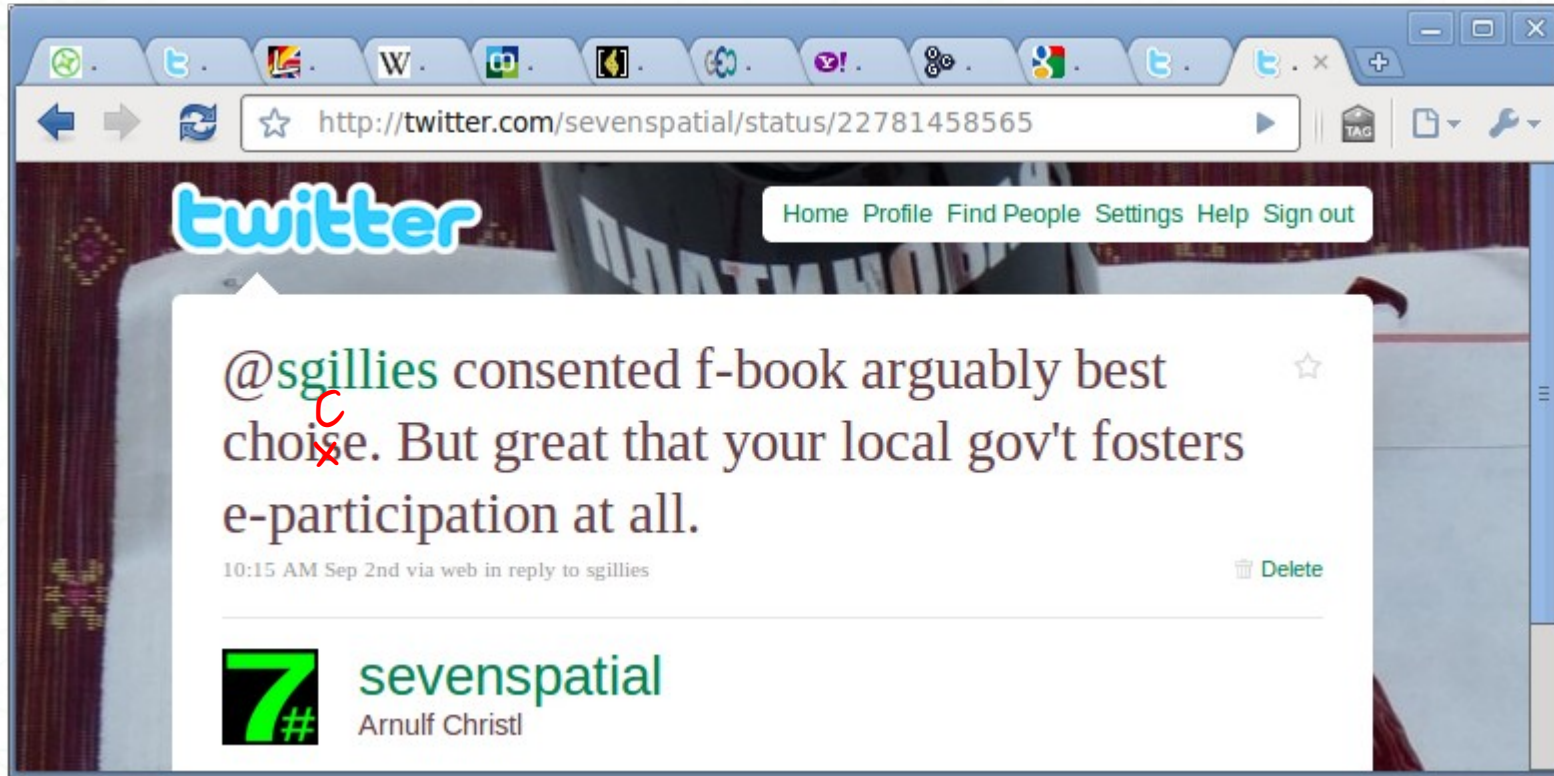 http://twitter.com/sevenspatial/status/22781458565
TAG
twitter
Home Profile Find People Settings Help Sign out
ПЛАТИНОВЫЙ
@sgillies consented f-book arguably best
C
choise. But great that your local gov't fosters
x
e-participation at all.
10:15 AM Sep 2nd via web in reply to sgillies
Delete
7#
sevenspatial
Arnulf Christl